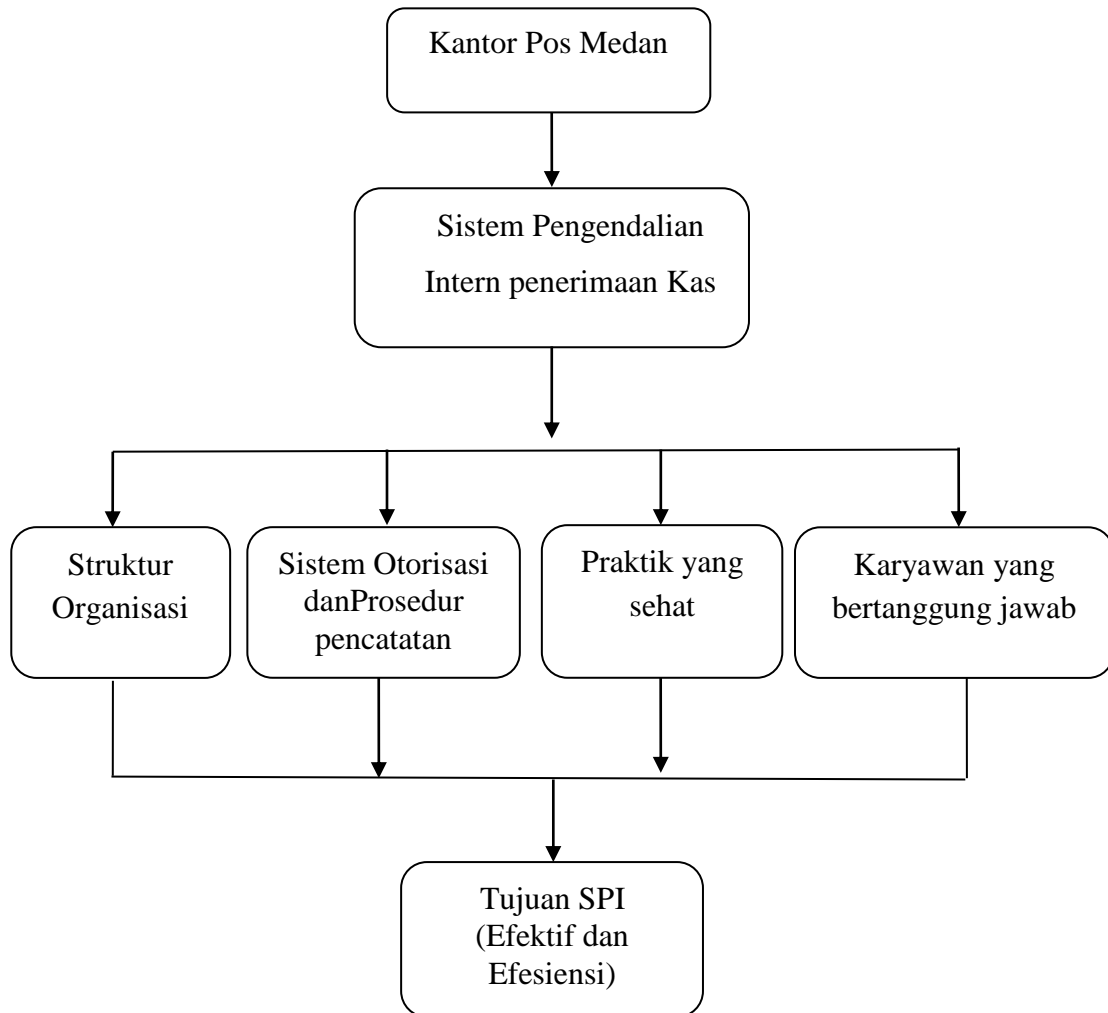 Kantor Pos Medan
Sistem Pengendalian
Intern penerimaan Kas
Struktur
Organisasi
Sistem Otorisasi
danProsedur
pencatatan
Praktik yang
sehat
Karyawan yang
bertanggung jawab
Tujuan SPI
(Efektif dan
Efesiensi)